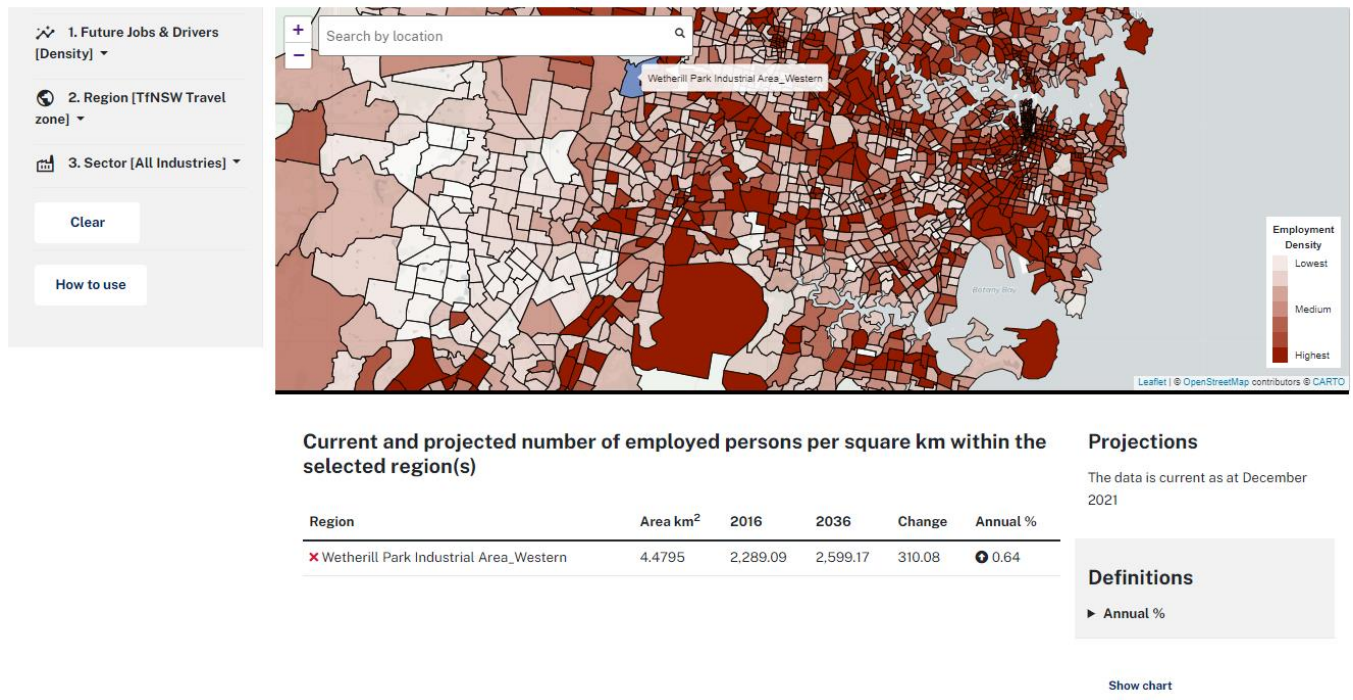 1. Future Jobs & Drivers
[Density]
2. Region [TfNSW Travel
zone]
3. Sector [All Industries]
Clear
How to use
+
−
Search by location
Wetherill Park Industrial Area_Western
Botany Bay
Employment
Density
Lowest
Medium
Highest
Leaflet | © OpenStreetMap contributors © CARTO
Current and projected number of employed persons per square km within the
selected region(s)
Region Area km² 2016 2036 Change Annual %
Wetherill Park Industrial Area_Western 4.4795 2,289.09 2,599.17 310.08 0.64
Projections
The data is current as at December
2021
Definitions
Annual %
Show chart